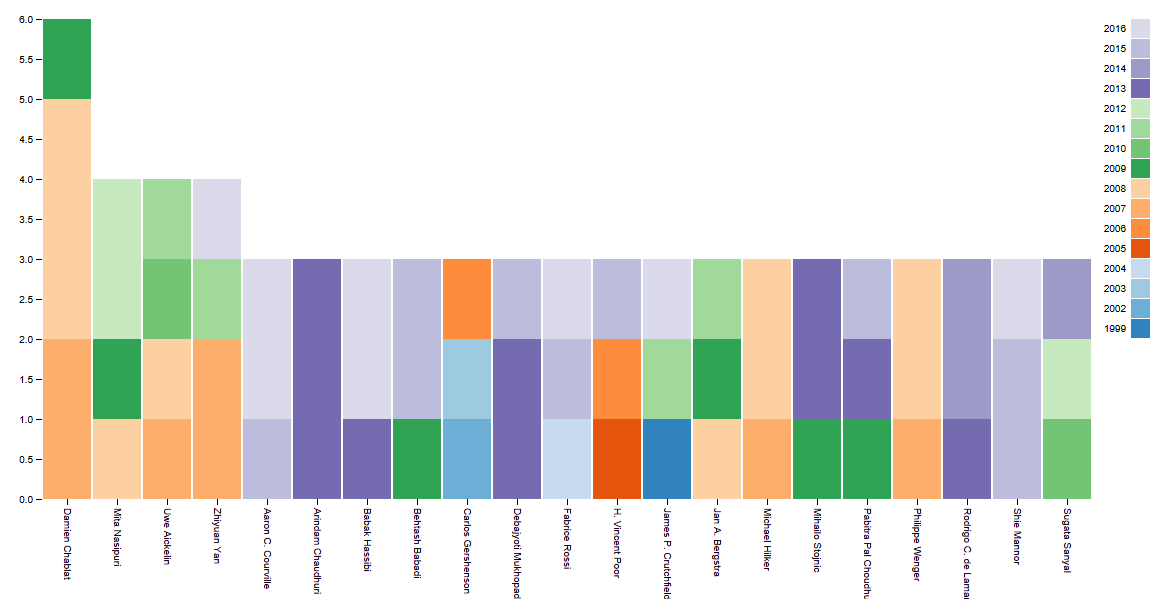 6.0
5.5
5.0
4.5
4.0
3.5
3.0
2.5
2.0
1.5
1.0
0.5
0.0
2016
2015
2014
2013
2012
2011
2010
2009
2008
2007
2006
2005
2004
2003
2002
1999
Damien Chablat
Mita Nasipuri
Uwe Aickelin
Zhiyuan Yan
Aaron C. Courville
Arindam Chaudhuri
Babak Hassibi
Behtash Babadi
Carlos Gershenson
Debajyoti Mukhopad
Fabrice Rossi
H. Vincent Poor
James P. Crutchfield
Jan A. Bergstra
Michael Hilker
Mihailo Stojnic
Pabitra Pal Choudhu
Philippe Wenger
Rodrigo C. de Lamar
Shie Mannor
Sugata Sanyal